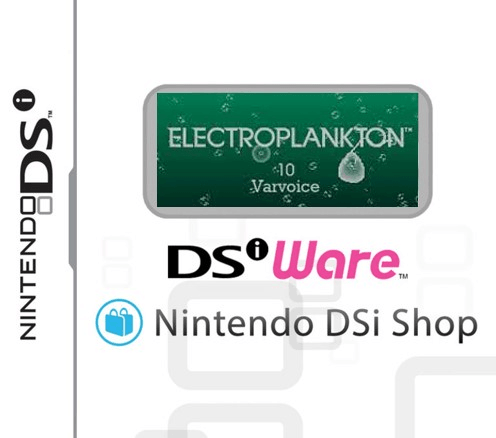 NINTENDO DSi
ELECTROPLANKTON™
10
Varvoice
DSiWare™
Nintendo DSi Shop